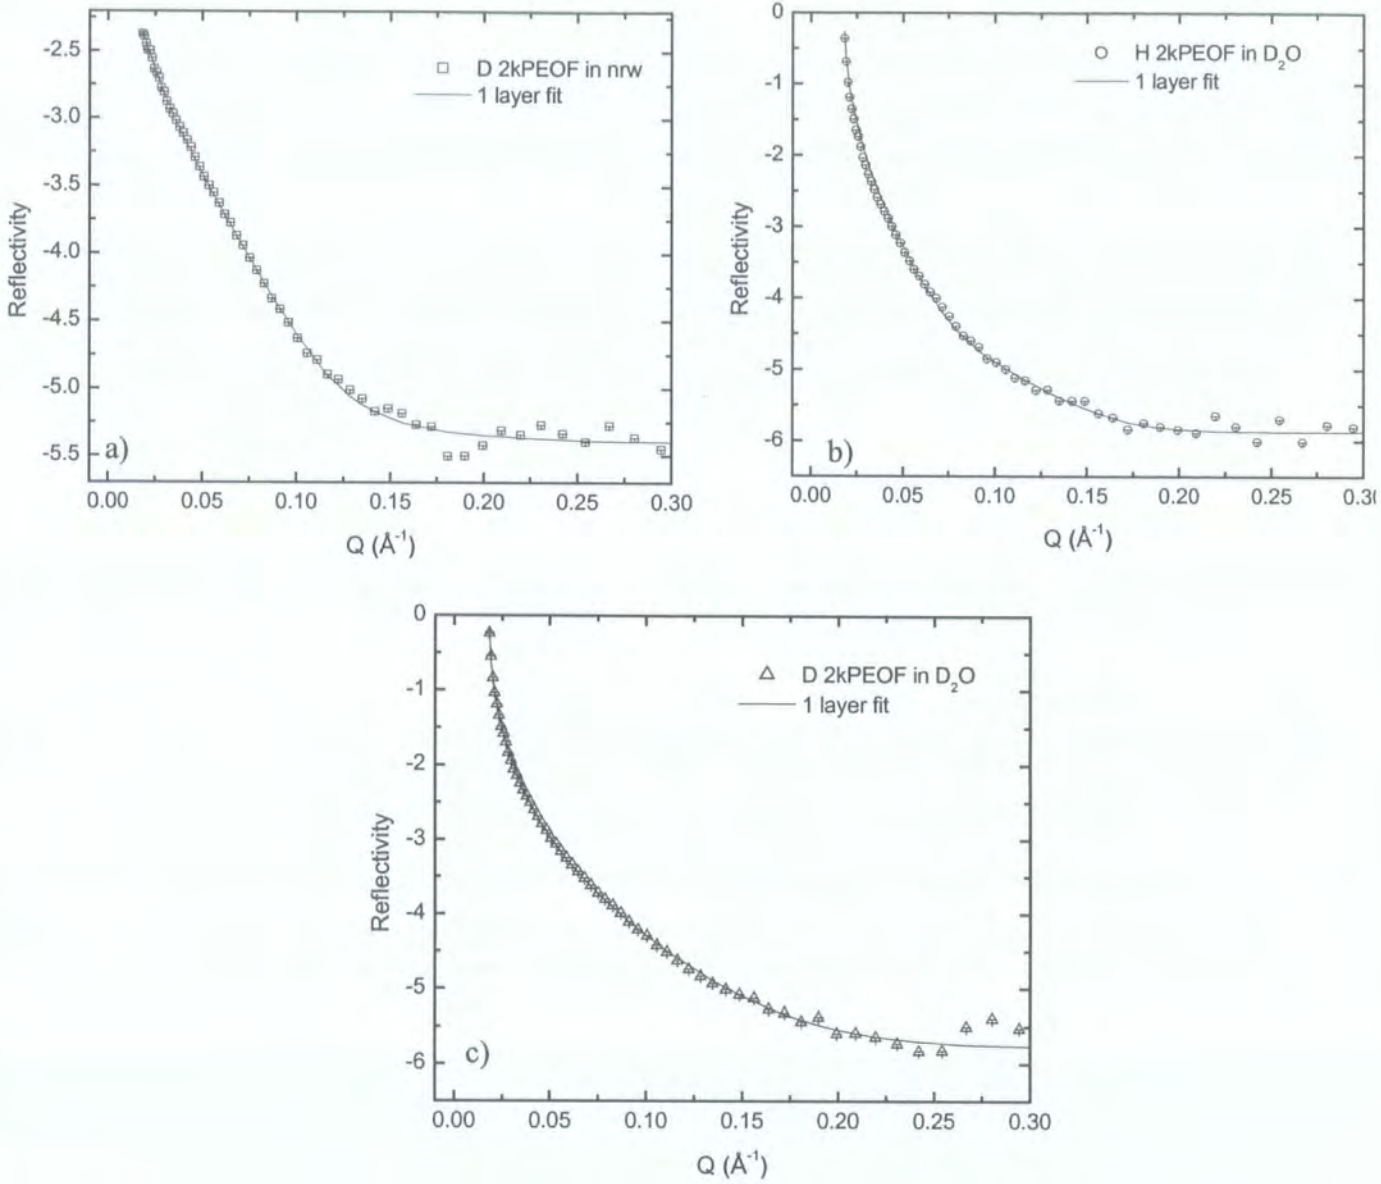 -2.5
-3.0
-3.5
-4.0
-4.5
-5.0
-5.5
Reflectivity
D 2kPEOF in nrw
1 layer fit
a)
0.00 0.05 0.10 0.15 0.20 0.25 0.30
Q (Å⁻¹)
0
-1
-2
-3
-4
-5
-6
Reflectivity
H 2kPEOF in D₂O
1 layer fit
b)
0.00 0.05 0.10 0.15 0.20 0.25 0.30
Q (Å⁻¹)
0
-1
-2
-3
-4
-5
-6
Reflectivity
D 2kPEOF in D₂O
1 layer fit
c)
0.00 0.05 0.10 0.15 0.20 0.25 0.30
Q (Å⁻¹)